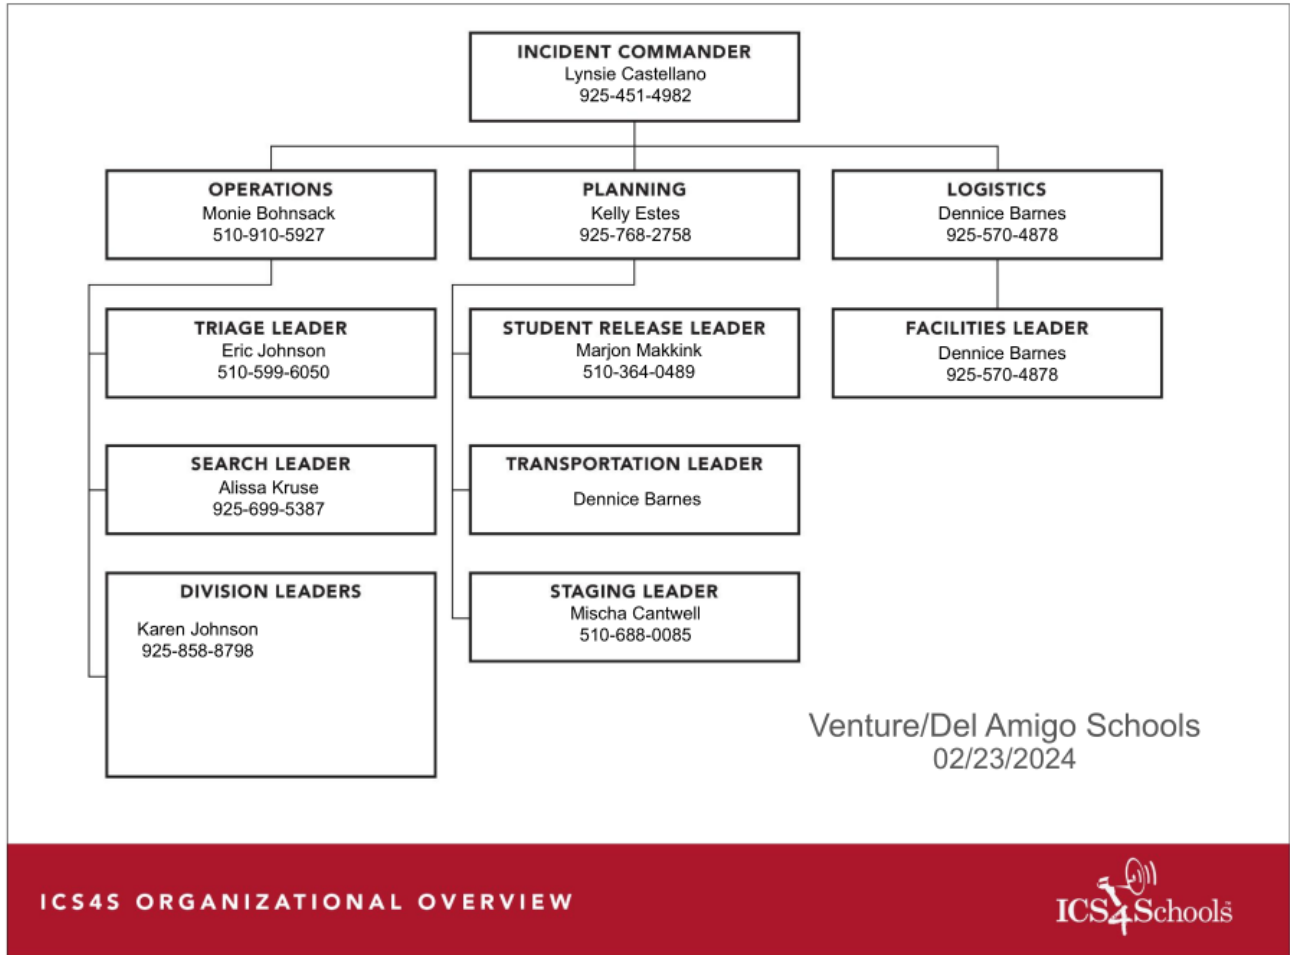 INCIDENT COMMANDER
Lynsie Castellano
925-451-4982
OPERATIONS
Monie Bohnsack
510-910-5927
PLANNING
Kelly Estes
925-768-2758
LOGISTICS
Dennice Barnes
925-570-4878
TRIAGE LEADER
Eric Johnson
510-599-6050
STUDENT RELEASE LEADER
Marjon Makkink
510-364-0489
FACILITIES LEADER
Dennice Barnes
925-570-4878
SEARCH LEADER
Alissa Kruse
925-699-5387
TRANSPORTATION LEADER
Dennice Barnes
DIVISION LEADERS
Karen Johnson
925-858-8798
STAGING LEADER
Mischa Cantwell
510-688-0085
Venture/Del Amigo Schools
02/23/2024
ICS4S ORGANIZATIONAL OVERVIEW
ICS4Schools